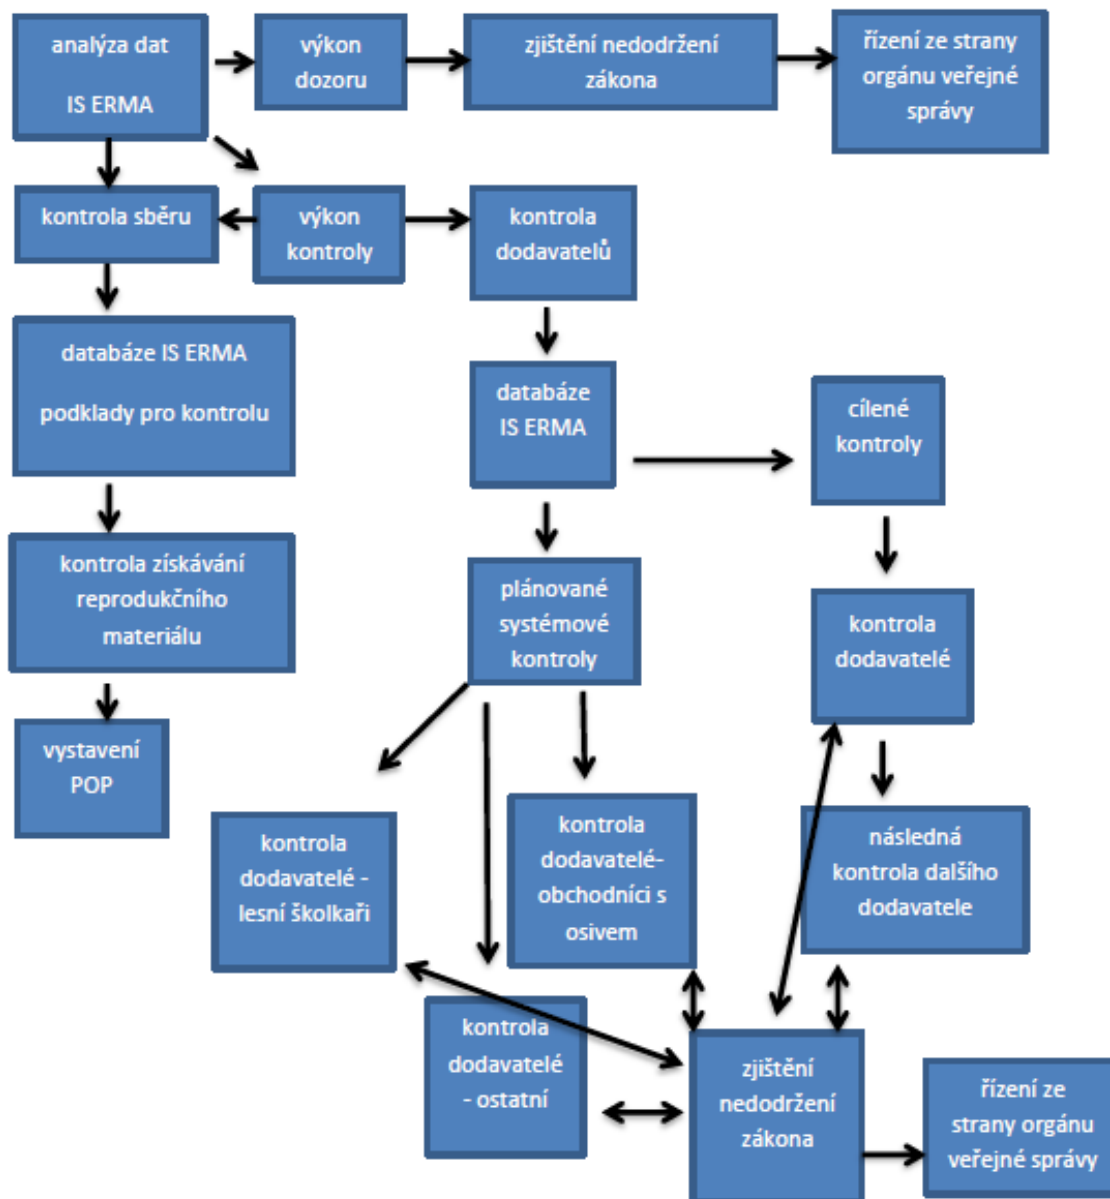 analýza dat
IS ERMA
výkon
dozoru
zjištění nedodržení
zákona
řízení ze strany
orgánu veřejné
správy
kontrola sběru
výkon
kontroly
kontrola
dodavatelů
databáze IS ERMA
podklady pro kontrolu
databáze
IS ERMA
cílené
kontroly
kontrola získávání
reprodukčního
materiálu
plánované
systémové
kontroly
kontrola
dodavatelé
vystavení
POP
kontrola
dodavatelé -
lesní školkaři
kontrola
dodavatelé-
obchodníci s
osivem
následná
kontrola dalšího
dodavatele
kontrola
dodavatelé
- ostatní
zjištění
nedodržení
zákona
řízení ze
strany orgánu
veřejné správy